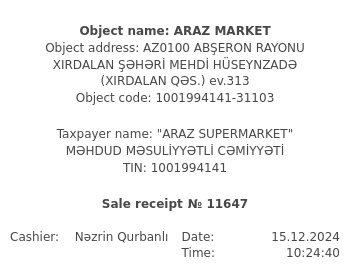 Object name: ARAZ MARKET
Object address: AZ0100 ABŞERON RAYONU
XIRDALAN ŞƏHƏRİ MEHDİ HÜSEYNZADƏ
(XIRDALAN QƏS.) ev.313
Object code: 1001994141-31103
Taxpayer name: "ARAZ SUPERMARKET"
MƏHDUD MƏSULİYYƏTLİ CƏMİYYƏTİ
TIN: 1001994141
Sale receipt № 11647
Cashier: Nəzrin Qurbanlı Date: 15.12.2024
Time: 10:24:40